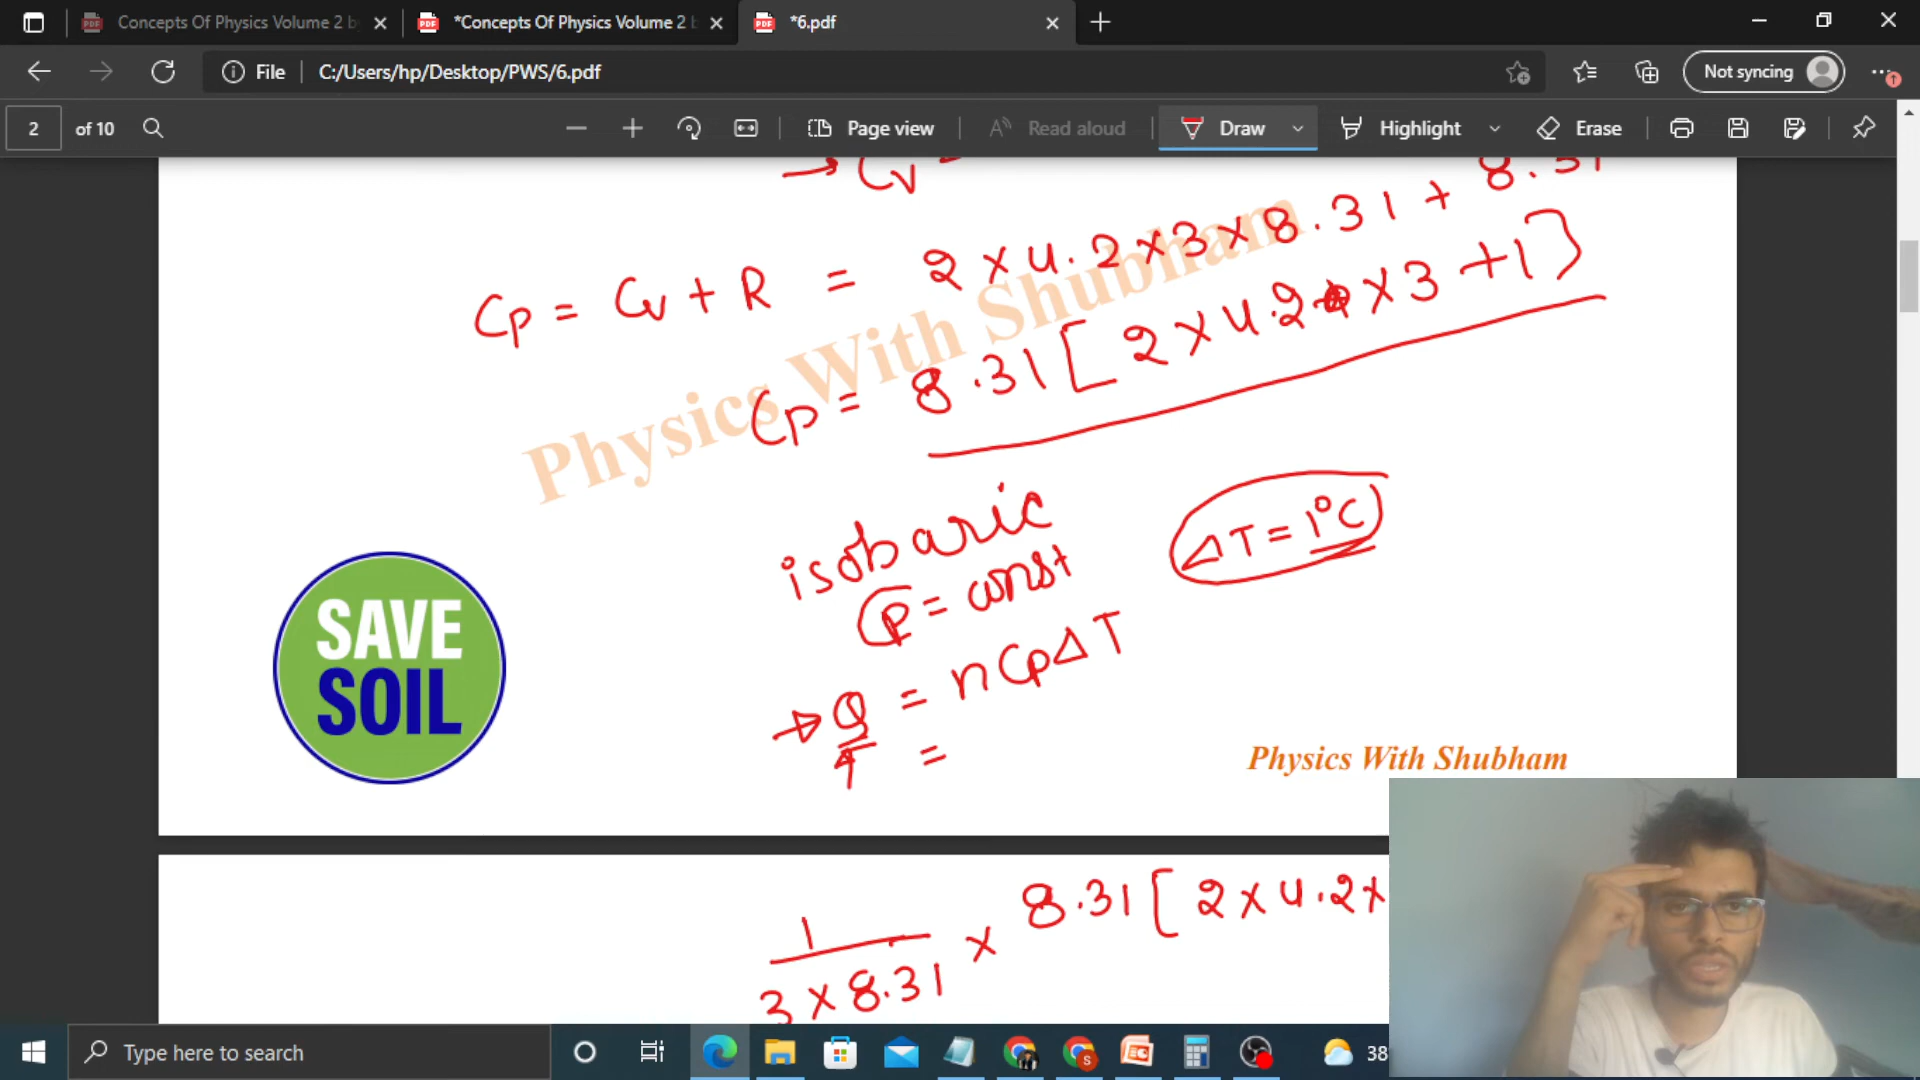 Concepts Of Physics Volume 2 by
*Concepts Of Physics Volume 2 b
*6.pdf
File
C:/Users/hp/Desktop/PWS/6.pdf
Not syncing
2
of 10
Page view
Read aloud
Draw
Highlight
Erase
→ Cv
Cp = Cv + R = 2 × 4.2 × 3 × 8.31 + 8.31
Cp = 8.31 [ 2 × 4.2 × 3 + 1 ]
Physics With Shubham
isobaric
ΔT = 1°C
P = const
→ Q = nCpΔT
=
SAVE
SOIL
Physics With Shubham
1
3 × 8.31
× 8.31 [ 2 × 4.2 ×
Type here to search
38